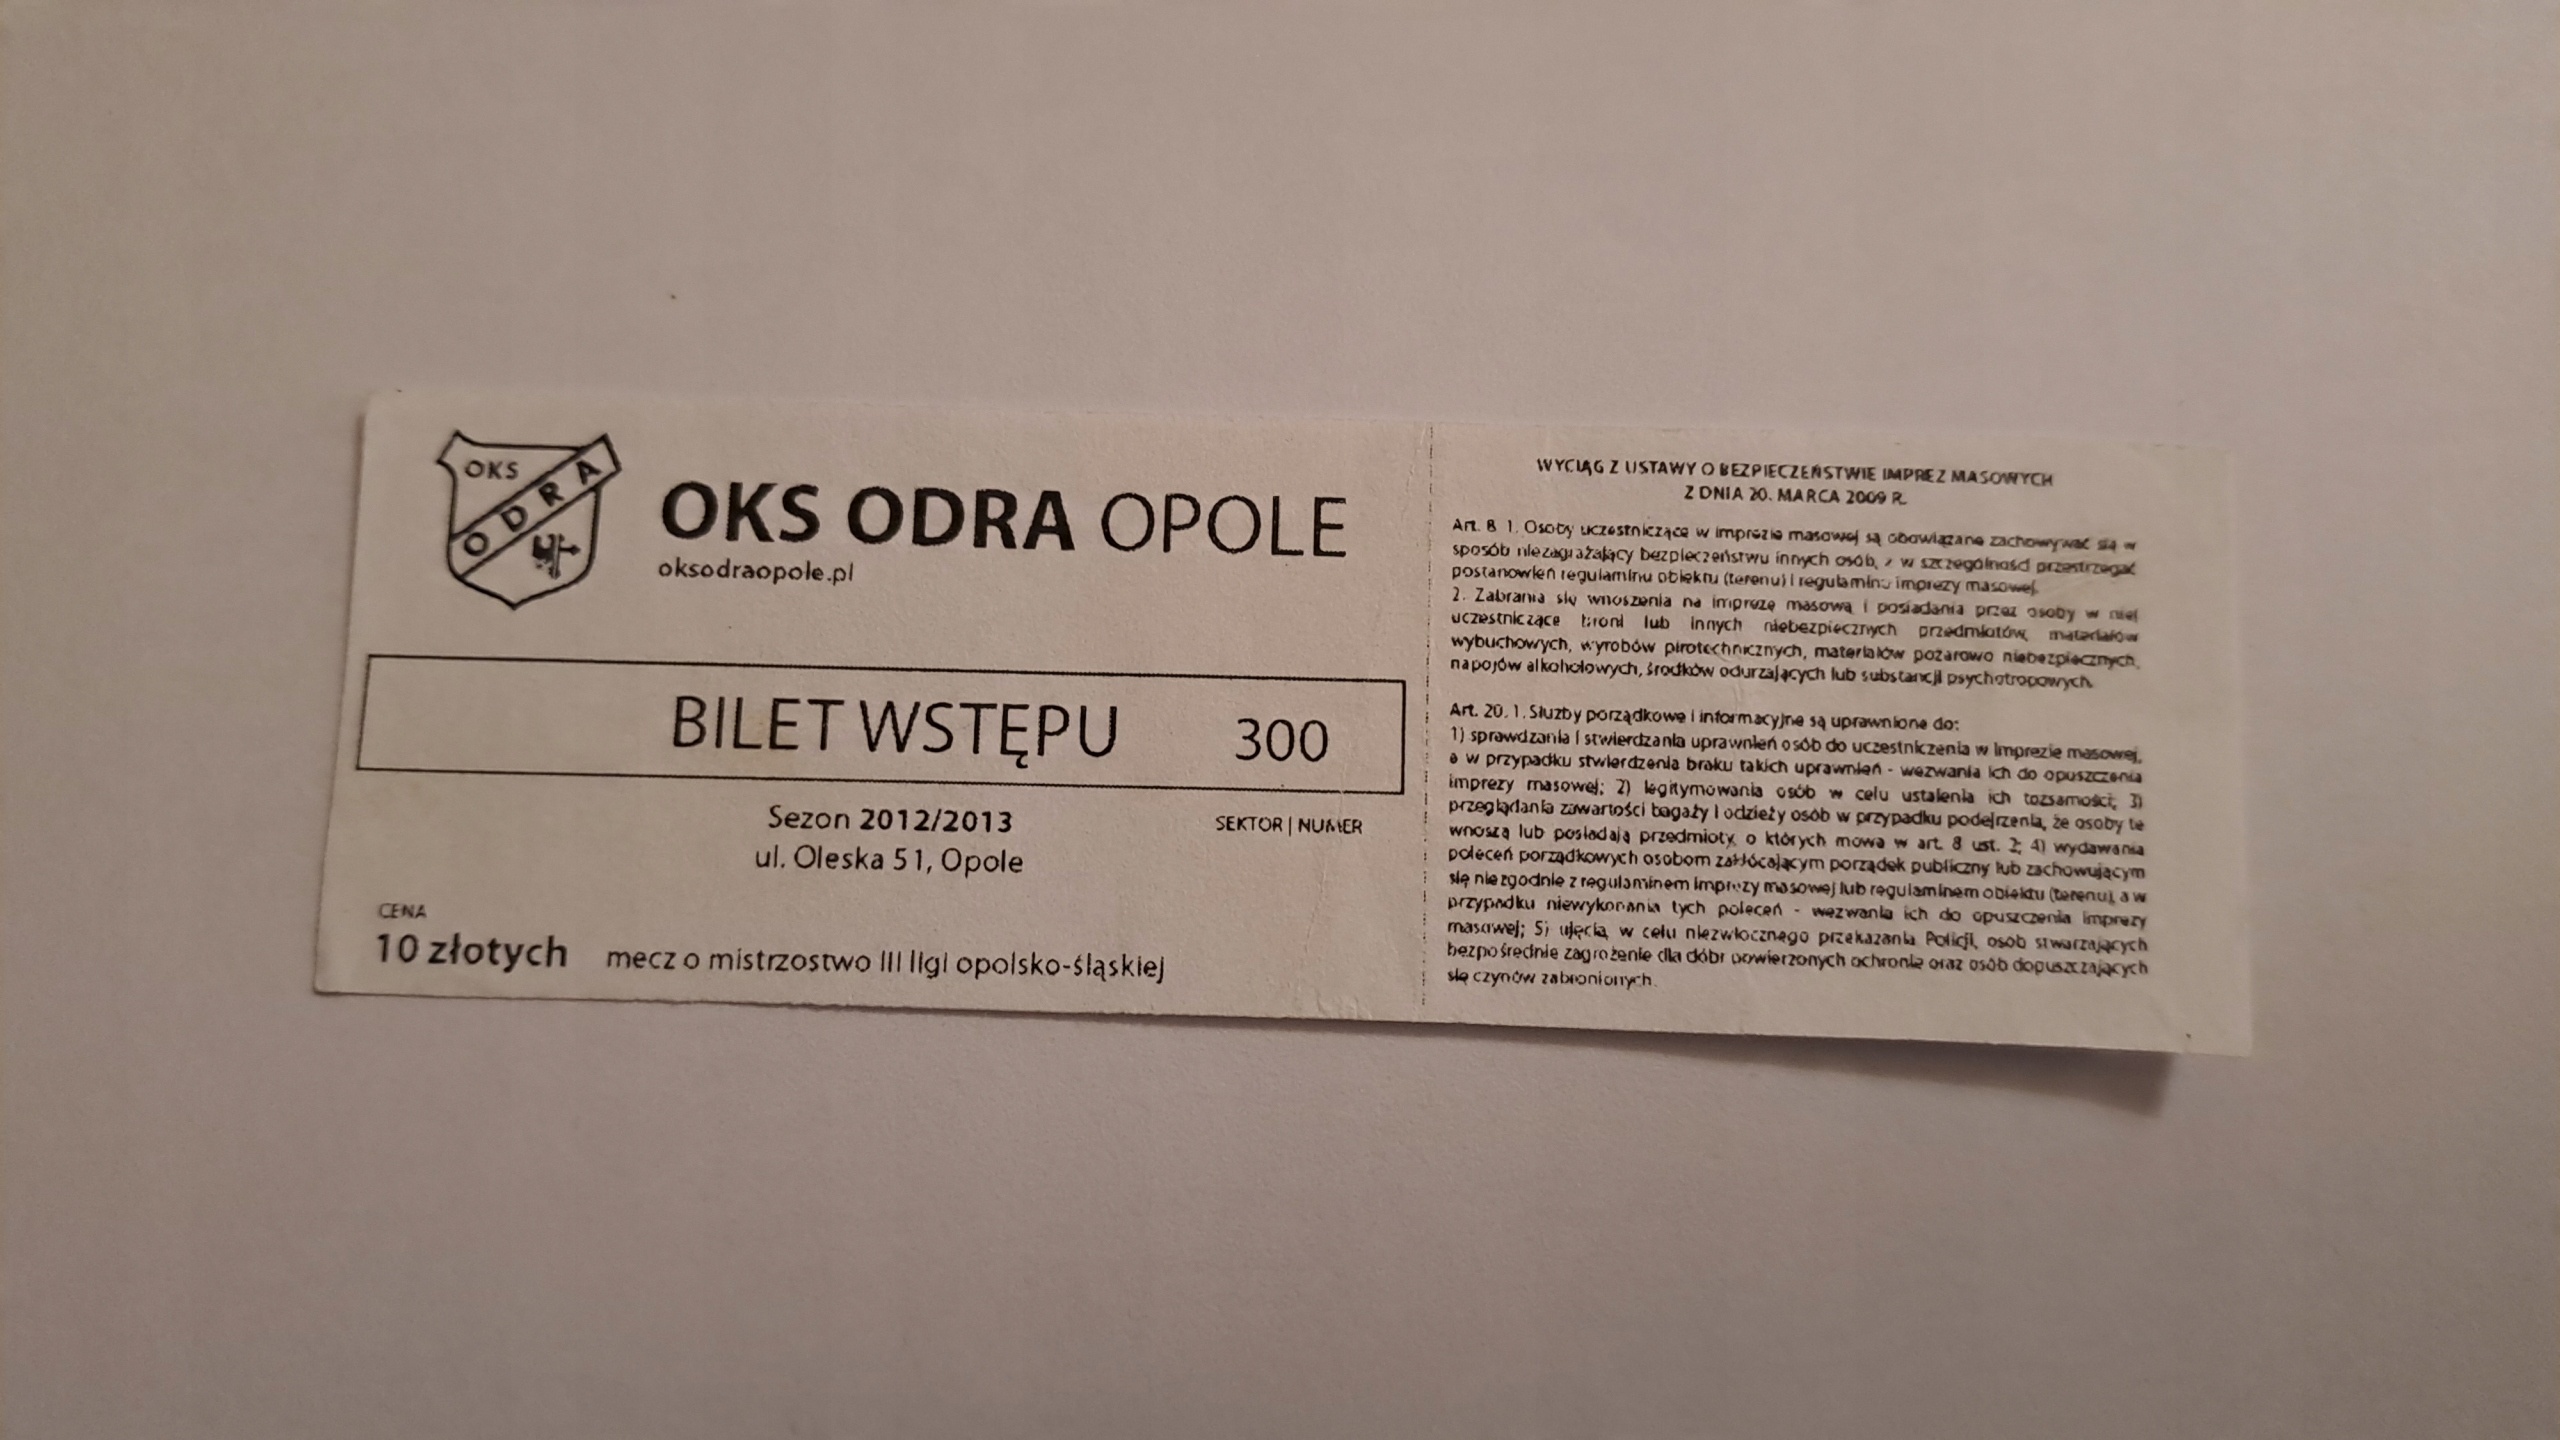 OKS
ODRA
OKS ODRA OPOLE
oksodraopole.pl
BILET WSTĘPU 300
Sezon 2012/2013
SEKTOR | NUMER
ul. Oleska 51, Opole
CENA
10 złotych mecz o mistrzostwo III ligi opolsko-śląskiej
WYCIĄG Z USTAWY O BEZPIECZEŃSTWIE IMPREZ MASOWYCH
Z DNIA 20. MARCA 2009 R.
Art. 8 1. Osoby uczestniczące w imprezie masowej są obowiązane zachowywać się w
sposób niezagrażający bezpieczeństwu innych osób, a w szczególności przestrzegać
postanowień regulaminu obiektu (terenu) i regulaminu imprezy masowej.
2. Zabrania się wnoszenia na imprezę masową i posiadania przez osoby w niej
uczestniczące broni lub innych niebezpiecznych przedmiotów, materiałów
wybuchowych, wyrobów pirotechnicznych, materiałów pożarowo niebezpiecznych,
napojów alkoholowych, środków odurzających lub substancji psychotropowych.
Art. 20. 1. Służby porządkowe i informacyjne są uprawnione do:
1) sprawdzania i stwierdzania uprawnień osób do uczestniczenia w imprezie masowej,
a w przypadku stwierdzenia braku takich uprawnień - wezwania ich do opuszczenia
imprezy masowej; 2) legitymowania osób w celu ustalenia ich tożsamości; 3)
przeglądania zawartości bagaży i odzieży osób w przypadku podejrzenia, że osoby te
wnoszą lub posiadają przedmioty, o których mowa w art. 8 ust. 2; 4) wydawania
poleceń porządkowych osobom zakłócającym porządek publiczny lub zachowującym
się niezgodnie z regulaminem imprezy masowej lub regulaminem obiektu (terenu), a w
przypadku niewykonania tych poleceń - wezwania ich do opuszczenia imprezy
masowej; 5) ujęcia, w celu niezwłocznego przekazania Policji, osób stwarzających
bezpośrednie zagrożenie dla dóbr powierzonych ochronie oraz osób dopuszczających
się czynów zabronionych.